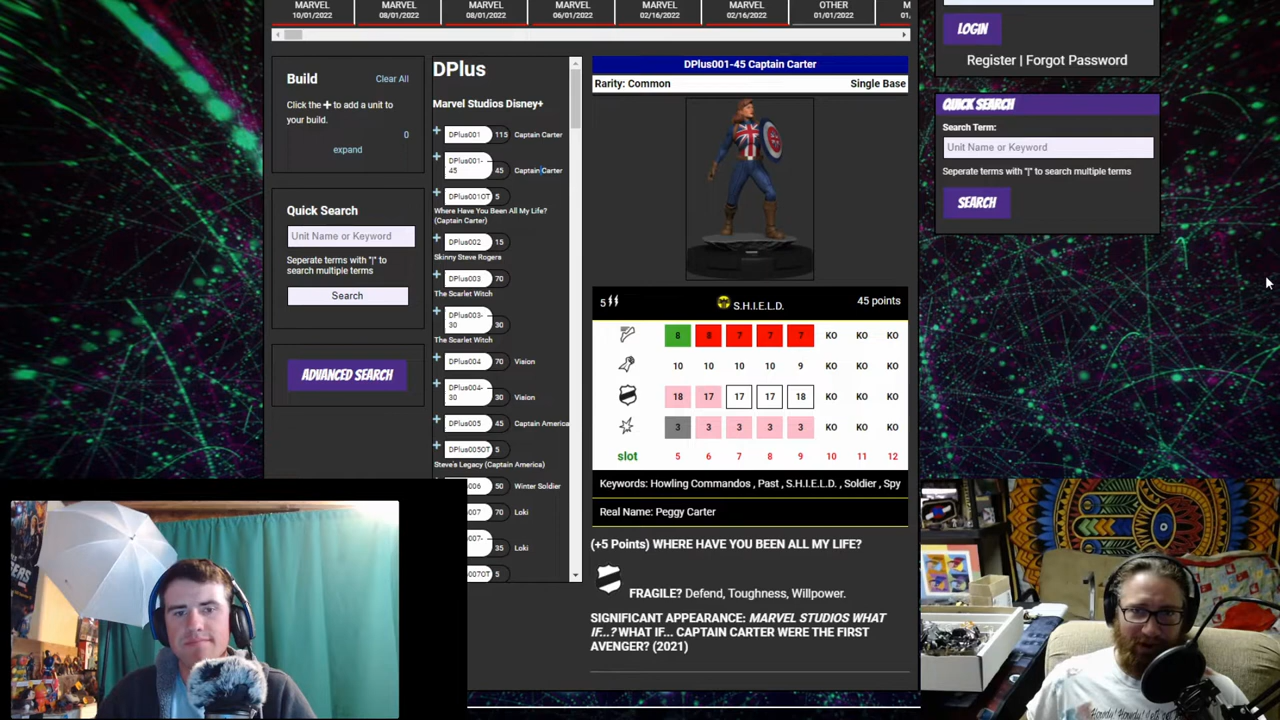 MARVEL MARVEL MARVEL MARVEL MARVEL MARVEL OTHER
10/01/2022 08/01/2022 08/01/2022 06/01/2022 02/16/2022 02/16/2022 01/01/2022 01,
LOGIN
Register | Forgot Password
QUICK SEARCH
Search Term:
Unit Name or Keyword
Seperate terms with "|" to search multiple terms
SEARCH
Build Clear All
Click the + to add a unit to
your build.
0
expand
Quick Search
Unit Name or Keyword
Seperate terms with "|" to
search multiple terms
Search
ADVANCED SEARCH
DPlus
Marvel Studios Disney+
+ DPlus001 115 Captain Carter
+ DPlus001-
45 45 Captain Carter
+ DPlus001OT 5
Where Have You Been All My Life?
(Captain Carter)
+ DPlus002 15
Skinny Steve Rogers
+ DPlus003 70
The Scarlet Witch
+ DPlus003-
30 30
The Scarlet Witch
+ DPlus004 70 Vision
+ DPlus004-
30 30 Vision
+ DPlus005 45 Captain America
+ DPlus005OT 5
Steve's Legacy (Captain America)
006 50 Winter Soldier
007 70 Loki
007-
35 Loki
007OT 5
DPlus001-45 Captain Carter
Rarity: Common Single Base
5 S.H.I.E.L.D. 45 points
8 8 7 7 7 KO KO KO
10 10 10 10 9 KO KO KO
18 17 17 17 18 KO KO KO
3 3 3 3 3 KO KO KO
slot 5 6 7 8 9 10 11 12
Keywords: Howling Commandos , Past , S.H.I.E.L.D. , Soldier , Spy
Real Name: Peggy Carter
(+5 Points) WHERE HAVE YOU BEEN ALL MY LIFE?
FRAGILE? Defend, Toughness, Willpower.
SIGNIFICANT APPEARANCE: MARVEL STUDIOS WHAT
IF...? WHAT IF... CAPTAIN CARTER WERE THE FIRST
AVENGER? (2021)